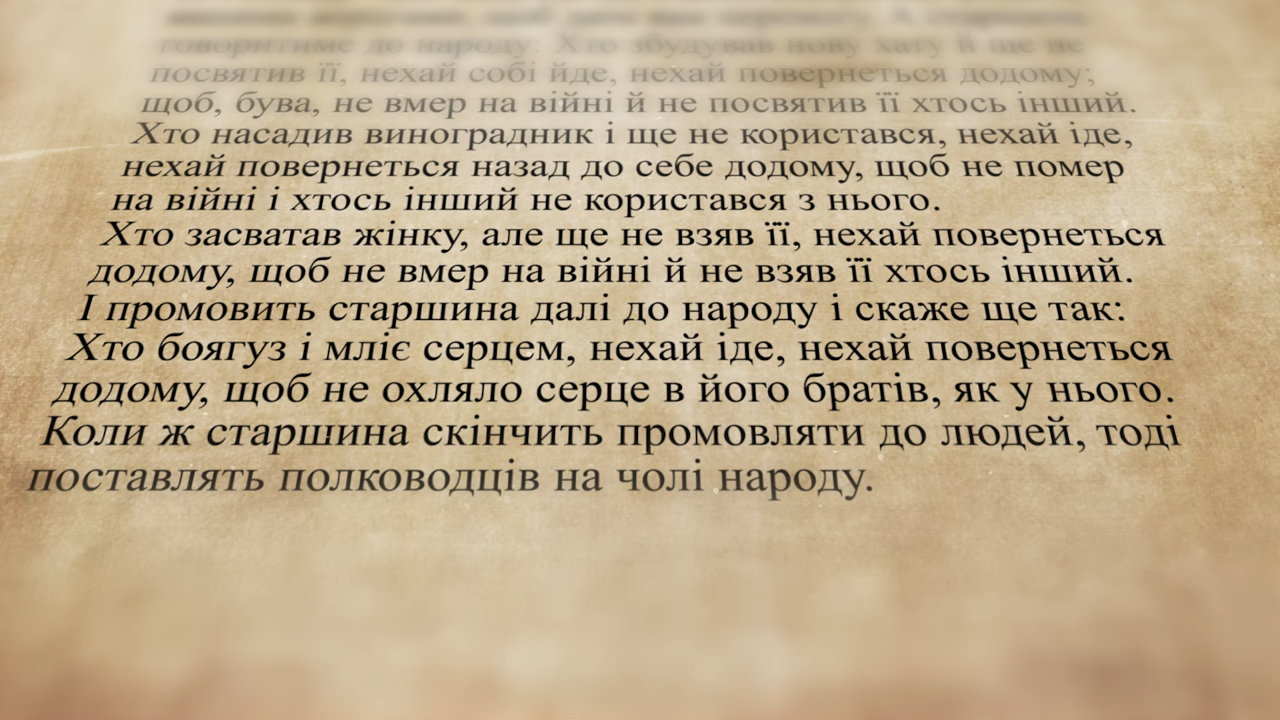 говоритиме до народу: Хто збудував нову хату й ще не
посвятив її, нехай собі йде, нехай повернеться додому;
щоб, бува, не вмер на війні й не посвятив її хтось інший.
Хто насадив виноградник і ще не користався, нехай іде,
нехай повернеться назад до себе додому, щоб не помер
на війні і хтось інший не користався з нього.
Хто засватав жінку, але ще не взяв її, нехай повернеться
додому, щоб не вмер на війні й не взяв її хтось інший.
І промовить старшина далі до народу і скаже ще так:
Хто боягуз і мліє серцем, нехай іде, нехай повернеться
додому, щоб не охляло серце в його братів, як у нього.
Коли ж старшина скінчить промовляти до людей, тоді
поставлять полководців на чолі народу.